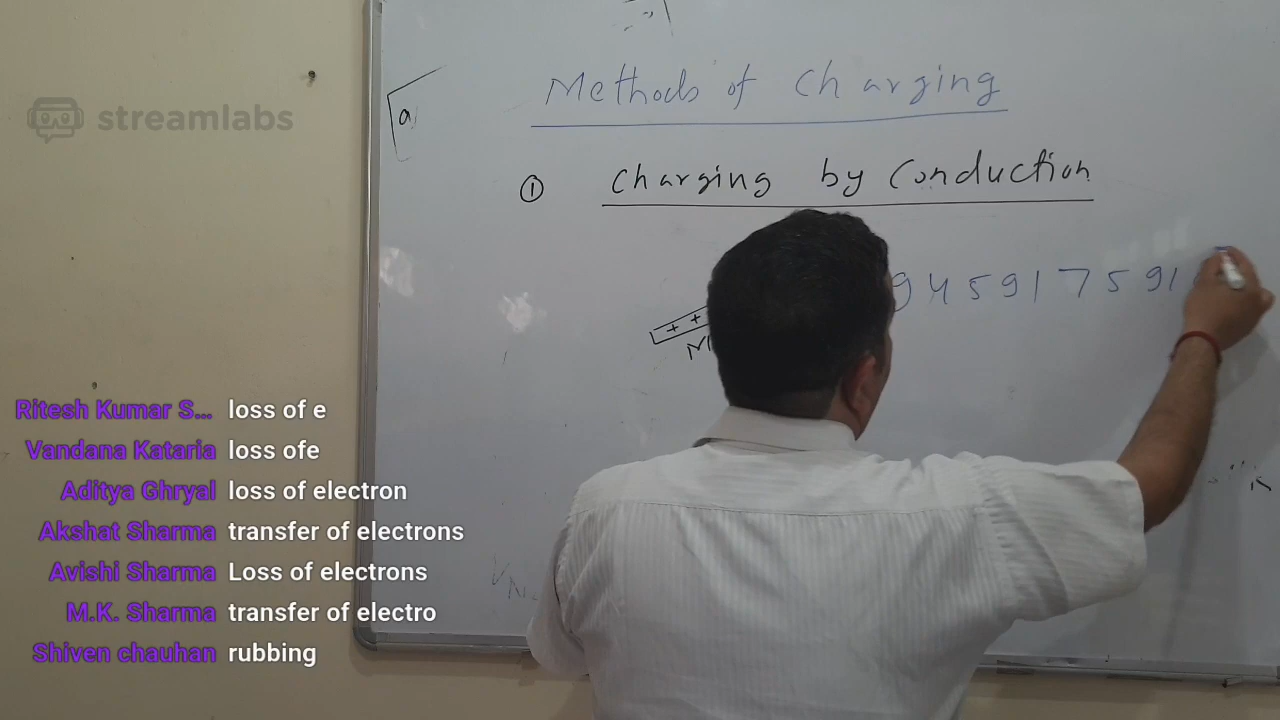 streamlabs
Methods of Charging
a
① Charging by Conduction
945917591
+ +
Ritesh Kumar S... loss of e
Vandana Kataria loss ofe
Aditya Ghryal loss of electron
Akshat Sharma transfer of electrons
Avishi Sharma Loss of electrons
M.K. Sharma transfer of electro
Shiven chauhan rubbing